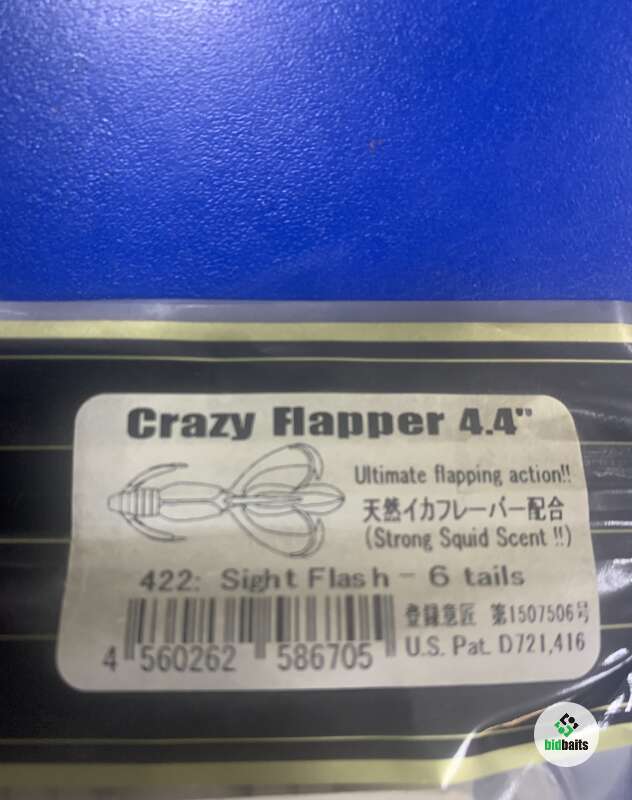 Crazy Flapper 4.4"
Ultimate flapping action!!
天然イカフレーバー配合
(Strong Squid Scent !!)
422: Sight Flash - 6 tails
登録意匠 第1507506号
4 560262 586705
U.S. Pat. D721,416
bidbaits